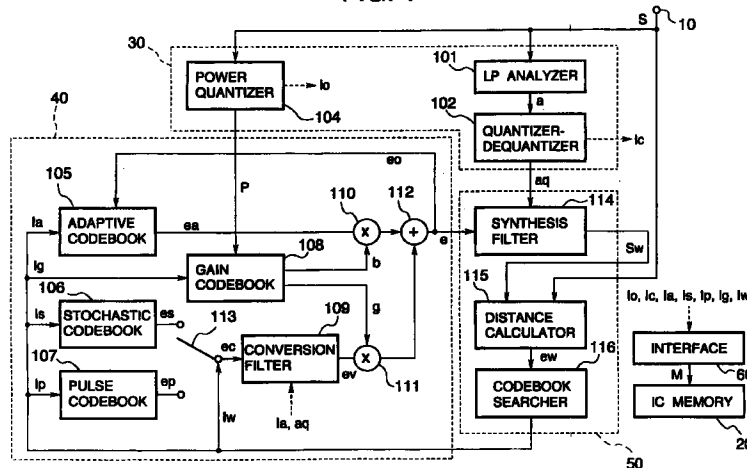 S
10
30
POWER
QUANTIZER
Io
104
101
LP ANALYZER
a
102
QUANTIZER-
DEQUANTIZER
Ic
40
eo
aq
105
P
110
112
114
Ia
ADAPTIVE
CODEBOOK
ea
x
+
e
SYNTHESIS
FILTER
Sw
108
b
Ig
GAIN
CODEBOOK
g
106
115
Io, Ic, Ia, Is, Ip, Ig, Iw
Is
STOCHASTIC
CODEBOOK
es
113
109
DISTANCE
CALCULATOR
116
INTERFACE
107
ec
CONVERSION
FILTER
ev
x
111
ew
M
60
Ip
PULSE
CODEBOOK
ep
Iw
Ia, aq
CODEBOOK
SEARCHER
IC MEMORY
50